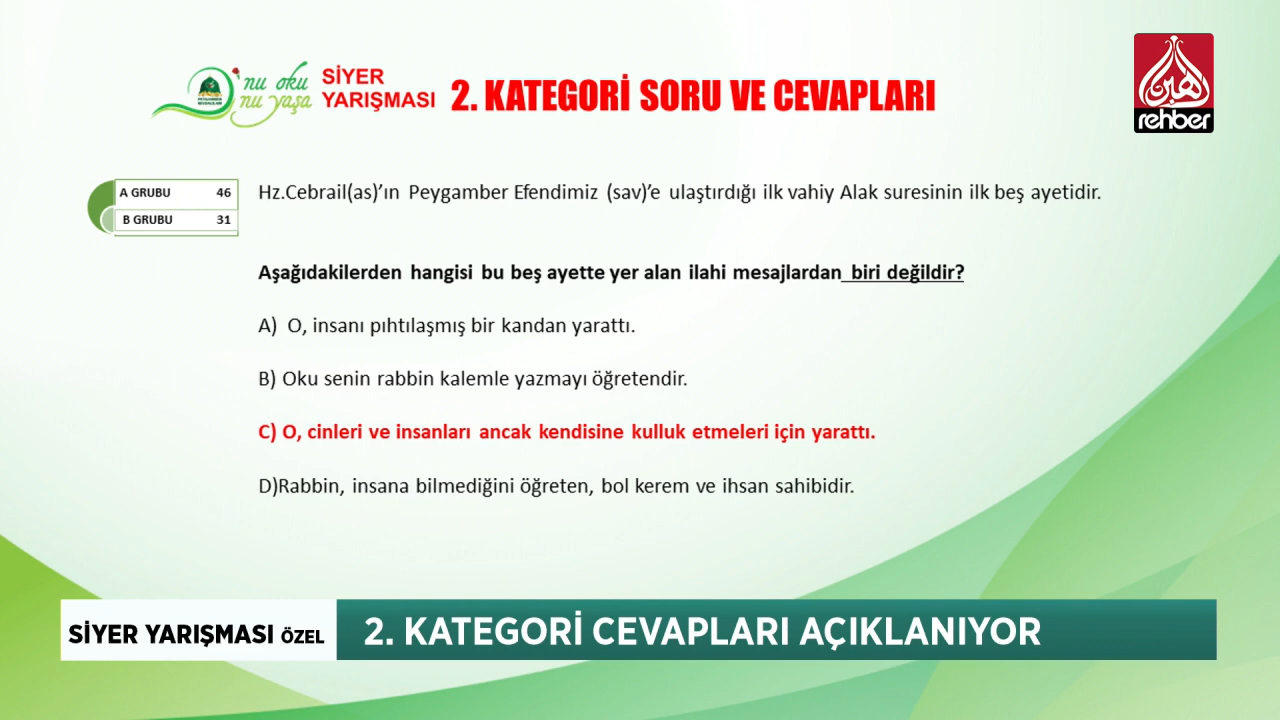 nu oku
nu yaşa
PEYGAMBER
SEVDALILARI
SİYER
YARIŞMASI
2. KATEGORİ SORU VE CEVAPLARI
رهبر
rehber
A GRUBU 46
B GRUBU 31
Hz.Cebrail(as)’ın Peygamber Efendimiz (sav)’e ulaştırdığı ilk vahiy Alak suresinin ilk beş ayetidir.
Aşağıdakilerden hangisi bu beş ayette yer alan ilahi mesajlardan biri değildir?
A) O, insanı pıhtılaşmış bir kandan yarattı.
B) Oku senin rabbin kalemle yazmayı öğretendir.
C) O, cinleri ve insanları ancak kendisine kulluk etmeleri için yarattı.
D)Rabbin, insana bilmediğini öğreten, bol kerem ve ihsan sahibidir.
SİYER YARIŞMASI ÖZEL
2. KATEGORİ CEVAPLARI AÇIKLANIYOR